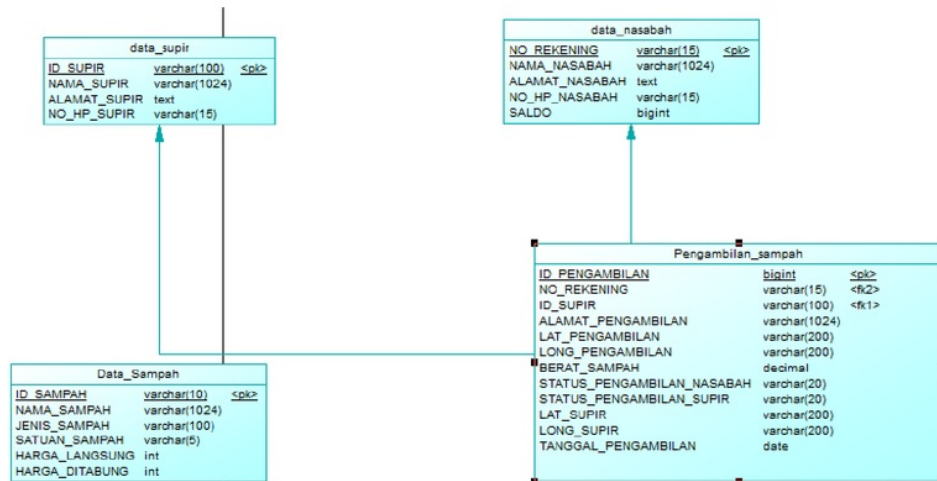 data_supir
ID_SUPIR varchar(100) <pk>
NAMA_SUPIR varchar(1024)
ALAMAT_SUPIR text
NO_HP_SUPIR varchar(15)
data_nasabah
NO_REKENING varchar(15) <pk>
NAMA_NASABAH varchar(1024)
ALAMAT_NASABAH text
NO_HP_NASABAH varchar(15)
SALDO bigint
Pengambilan_sampah
ID_PENGAMBILAN bigint <pk>
NO_REKENING varchar(15) <fk2>
ID_SUPIR varchar(100) <fk1>
ALAMAT_PENGAMBILAN varchar(1024)
LAT_PENGAMBILAN varchar(200)
LONG_PENGAMBILAN varchar(200)
BERAT_SAMPAH decimal
STATUS_PENGAMBILAN_NASABAH varchar(20)
STATUS_PENGAMBILAN_SUPIR varchar(20)
LAT_SUPIR varchar(200)
LONG_SUPIR varchar(200)
TANGGAL_PENGAMBILAN date
Data_Sampah
ID_SAMPAH varchar(10) <pk>
NAMA_SAMPAH varchar(1024)
JENIS_SAMPAH varchar(100)
SATUAN_SAMPAH varchar(5)
HARGA_LANGSUNG int
HARGA_DITABUNG int